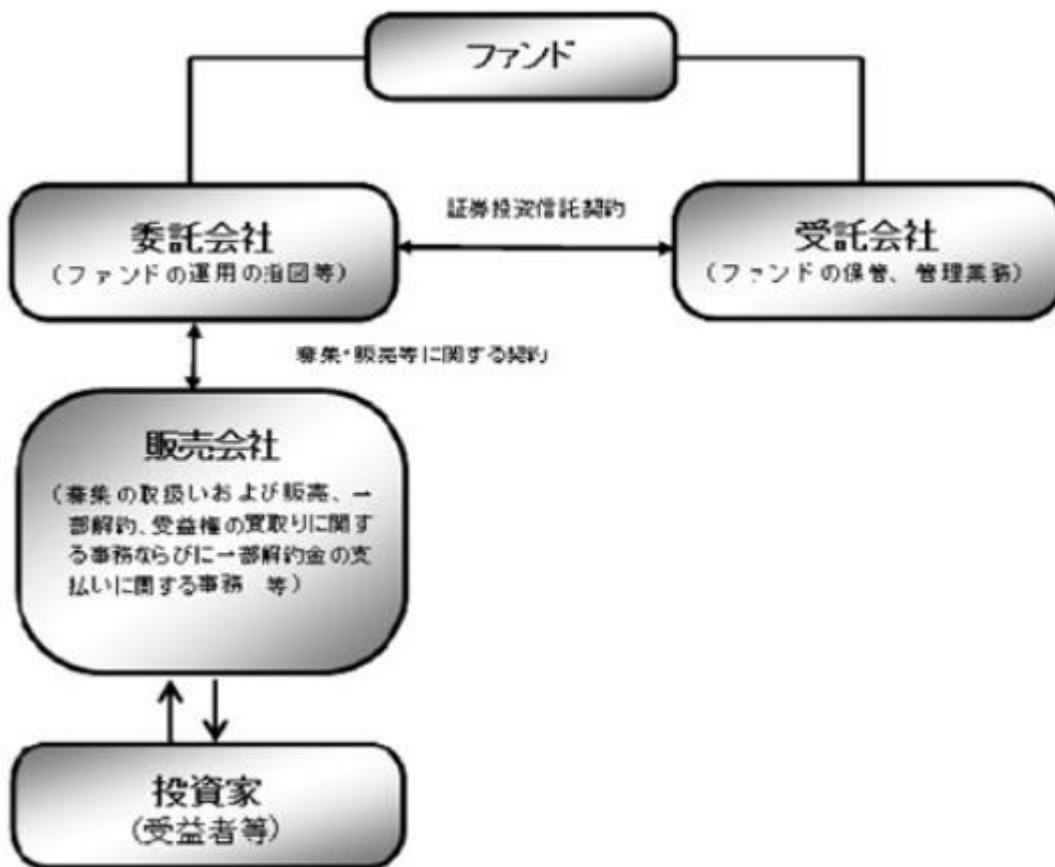 ファンド
委託会社
(ファンドの運用の指図等)
証券投資信託契約
受託会社
(ファンドの保管、管理業務)
募集・販売等に関する契約
販売会社
(募集の取扱いおよび販売、一
部解約、受益権の買取りに関す
る事務ならびに一部解約金の支
払いに関する事務 等)
投資家
(受益者等)